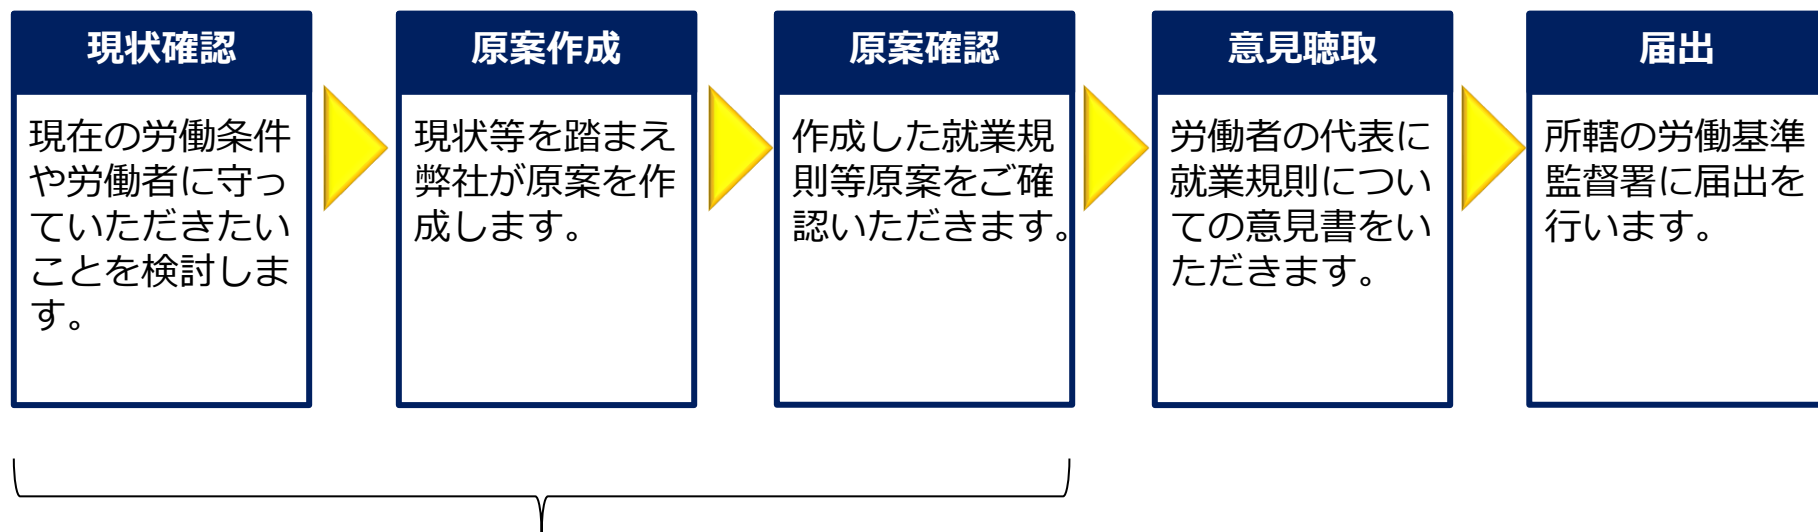 現状確認
現在の労働条件
や労働者に守っ
ていただきたい
ことを検討しま
す。
原案作成
現状等を踏まえ
弊社が原案を作
成します。
原案確認
作成した就業規
則等原案をご確
認いただきます。
意見聴取
労働者の代表に
就業規則につい
ての意見書をい
ただきます。
届出
所轄の労働基準
監督署に届出を
行います。